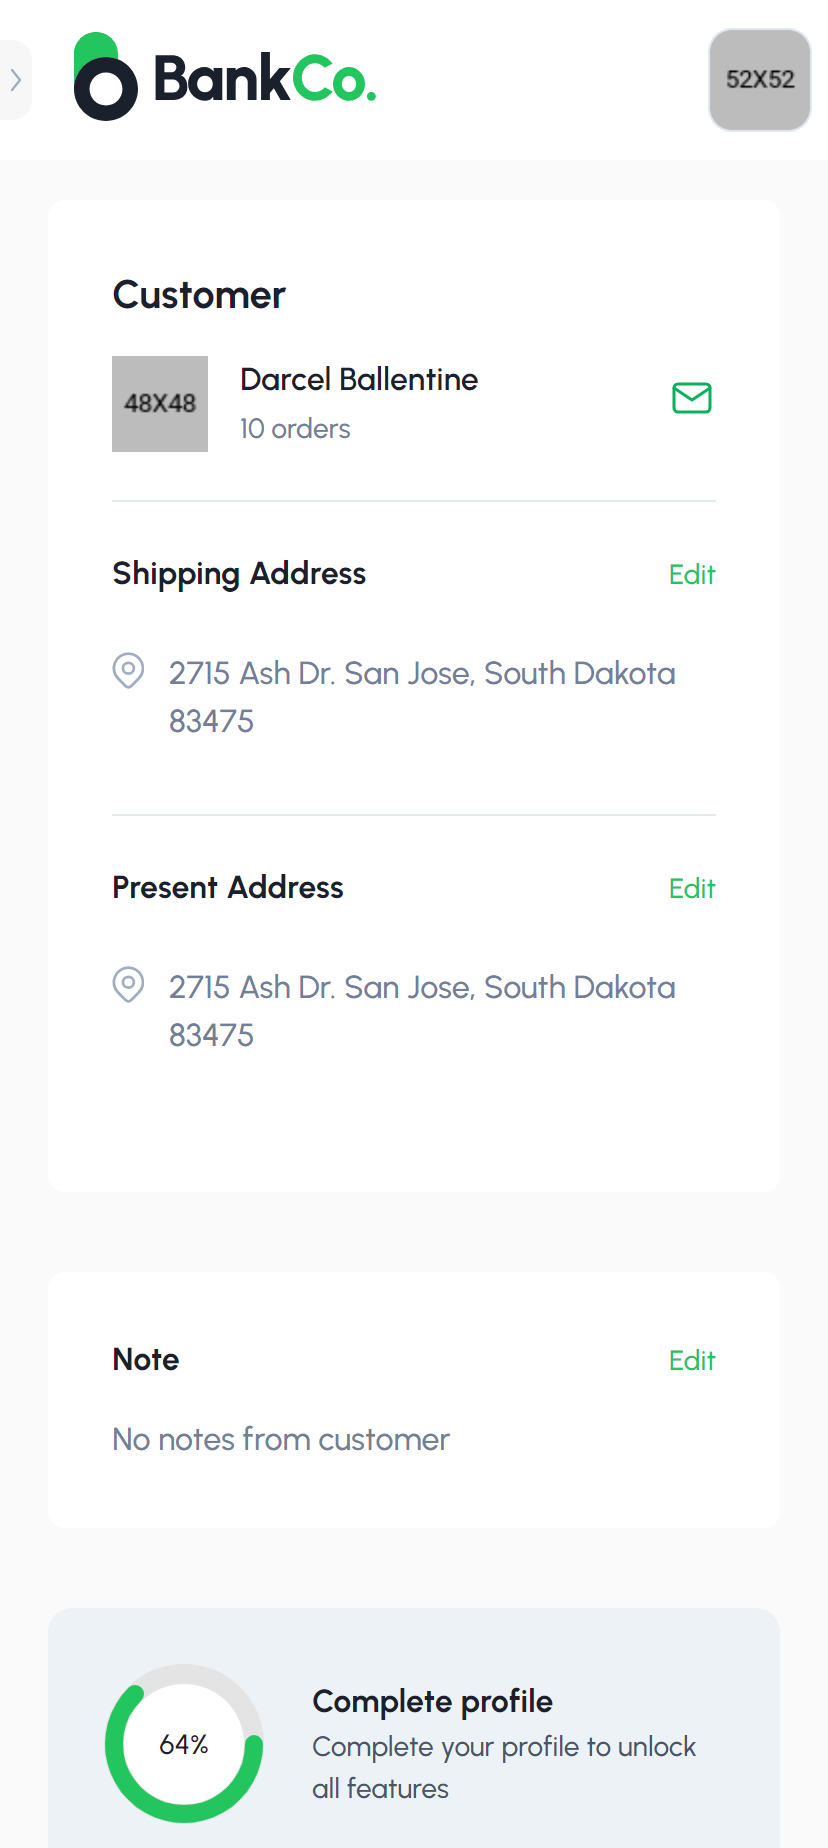 BankCo.
52X52
Customer
48X48
Darcel Ballentine
10 orders
Shipping Address
Edit
2715 Ash Dr. San Jose, South Dakota
83475
Present Address
Edit
2715 Ash Dr. San Jose, South Dakota
83475
Note
Edit
No notes from customer
64%
Complete profile
Complete your profile to unlock
all features